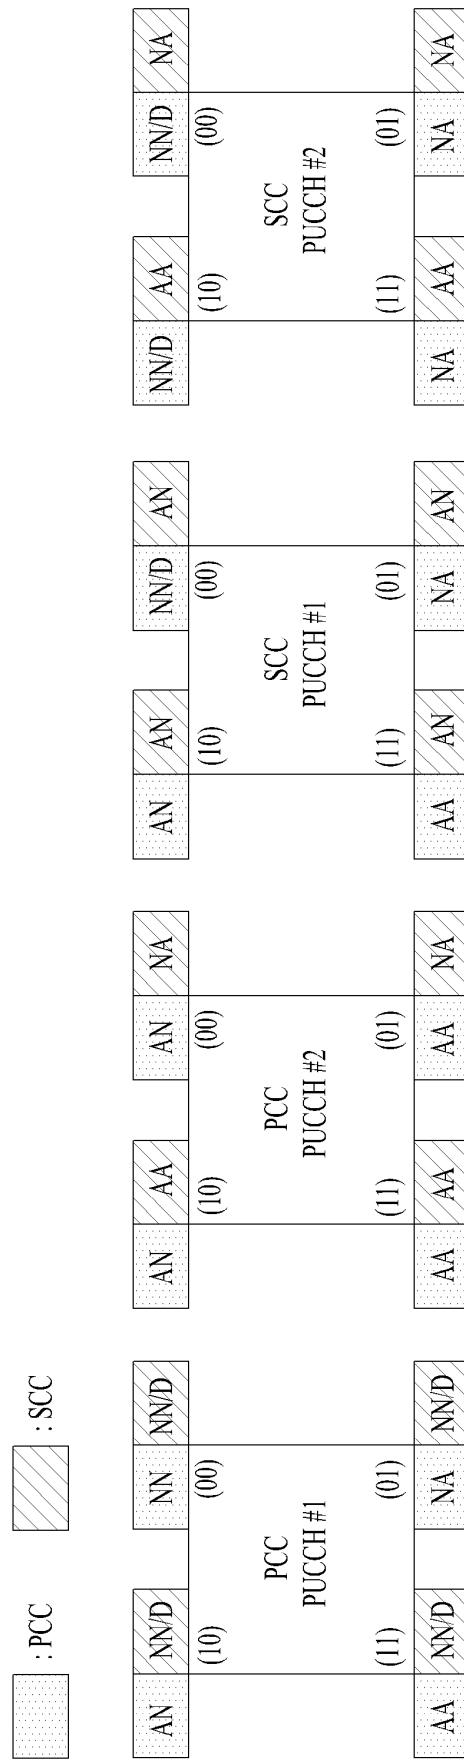 : PCC : SCC
AN NN/D NN NN/D AN AA AN NA AN AN NN/D AN NN/D AA NN/D NA
(10) (00) (10) (00) (10) (00) (10) (00)
PCC PCC SCC SCC
PUCCH #1 PUCCH #2 PUCCH #1 PUCCH #2
(11) (01) (11) (01) (11) (01) (11) (01)
AA NN/D NA NN/D AA AA AA NA AA AN NA AN NA AA NA NA